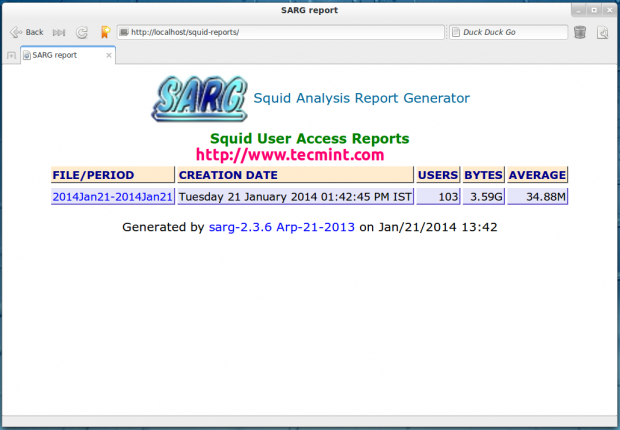 SARG report
Back
http://localhost/squid-reports/
Duck Duck Go
SARG report
SARG Squid Analysis Report Generator
Squid User Access Reports
http://www.tecmint.com
FILE/PERIOD CREATION DATE USERS BYTES AVERAGE
2014Jan21-2014Jan21 Tuesday 21 January 2014 01:42:45 PM IST 103 3.59G 34.88M
Generated by sarg-2.3.6 Arp-21-2013 on Jan/21/2014 13:42